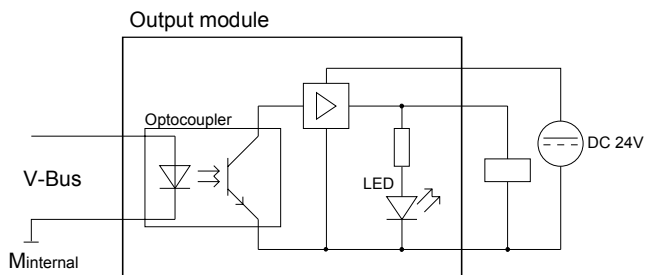 Output module
Optocoupler
DC 24V
V-Bus
LED
Minternal